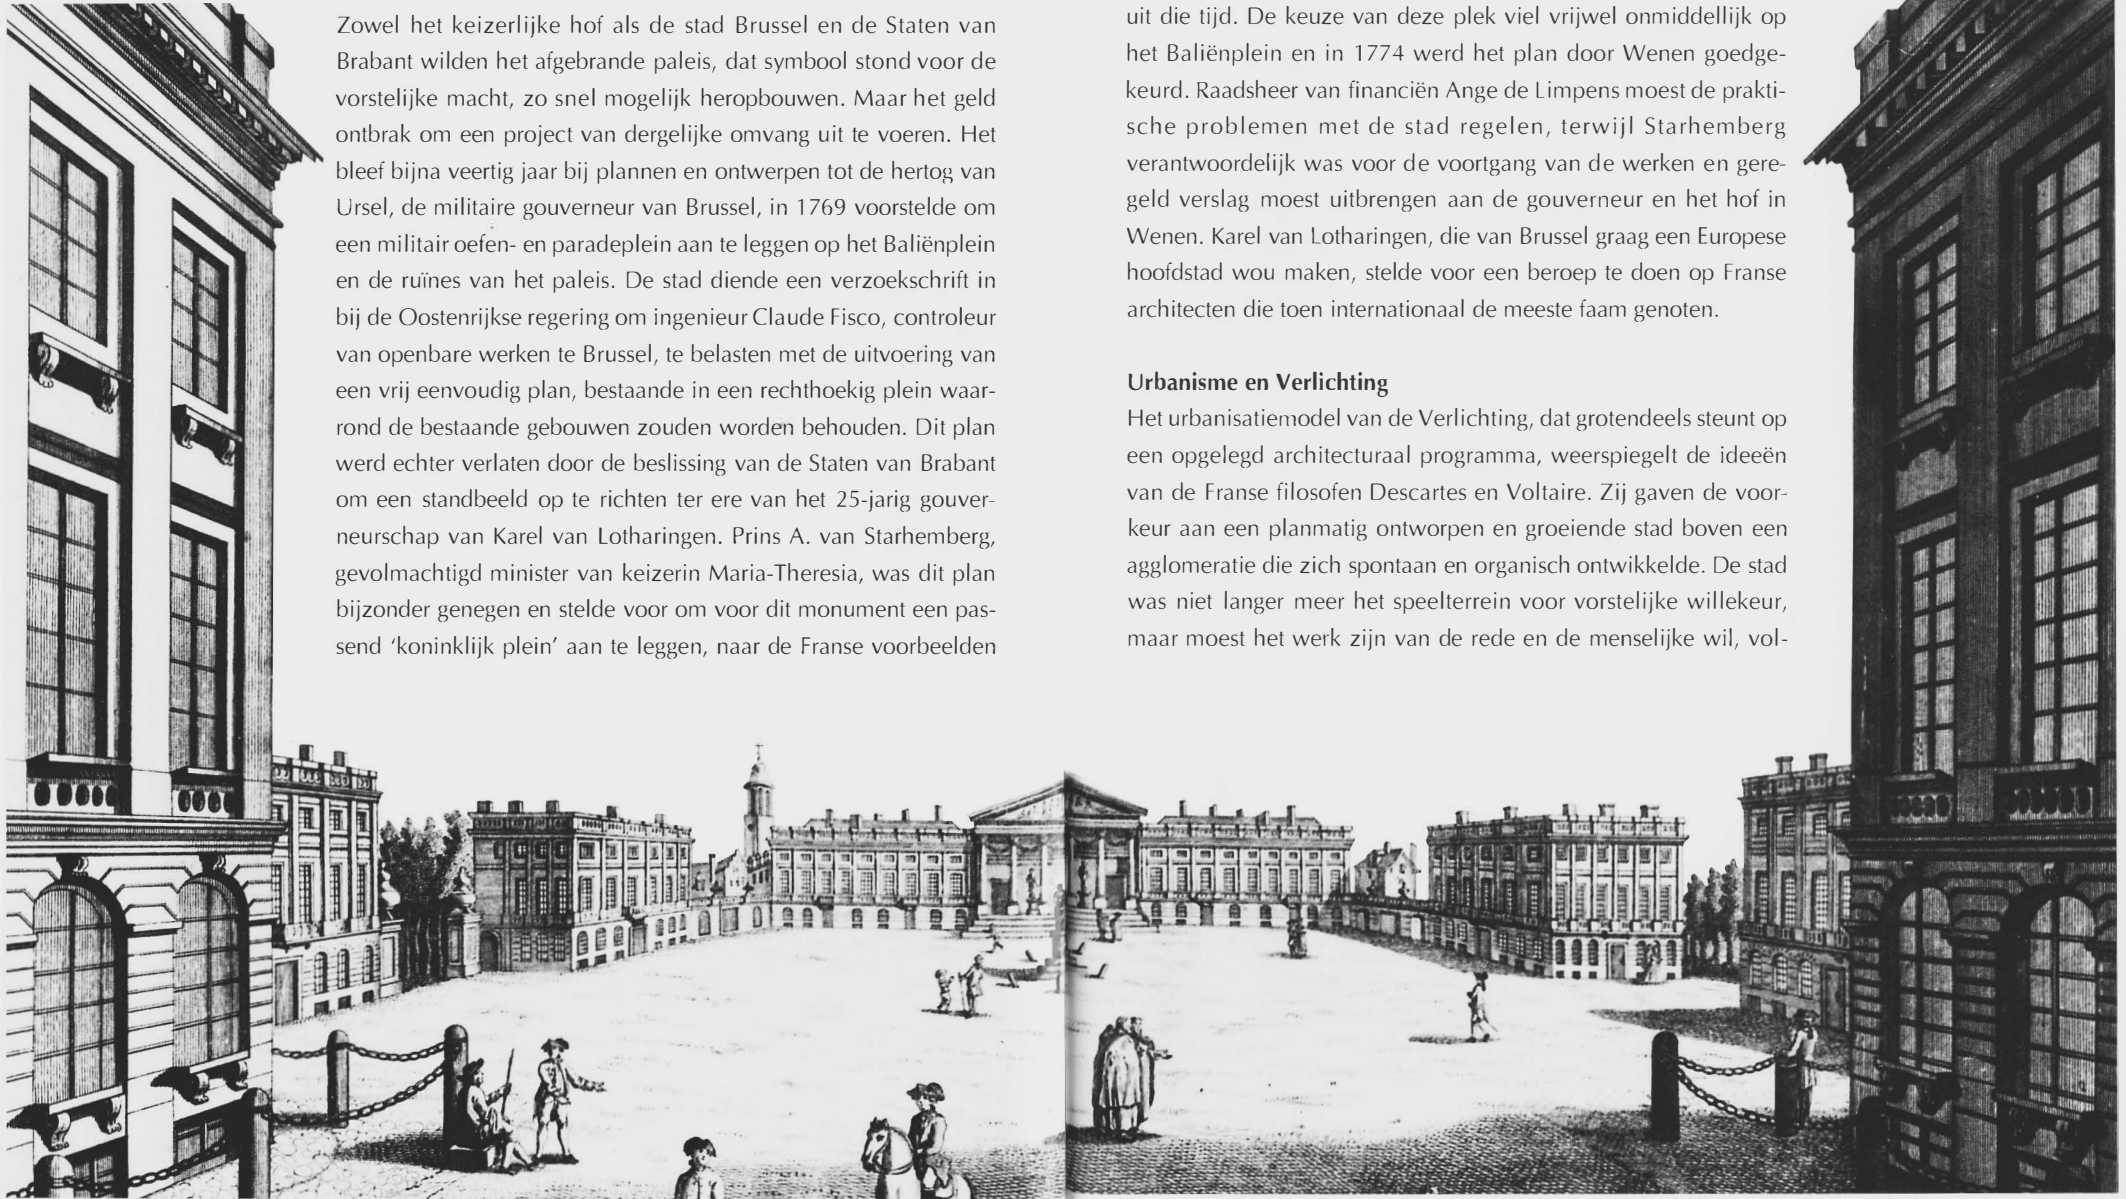 Zowel het keizerlijke hof als de stad Brussel en de Staten van
Brabant wilden het afgebrande paleis, dat symbool stond voor de
vorstelijke macht, zo snel mogelijk heropbouwen. Maar het geld
ontbrak om een project van dergelijke omvang uit te voeren. Het
bleef bijna veertig jaar bij plannen en ontwerpen tot de hertog van
Ursel, de militaire gouverneur van Brussel, in 1769 voorstelde om
een militair oefen- en paradeplein aan te leggen op het Baliënplein
en de ruïnes van het paleis. De stad diende een verzoekschrift in
bij de Oostenrijkse regering om ingenieur Claude Fisco, controleur
van openbare werken te Brussel, te belasten met de uitvoering van
een vrij eenvoudig plan, bestaande in een rechthoekig plein waar-
rond de bestaande gebouwen zouden worden behouden. Dit plan
werd echter verlaten door de beslissing van de Staten van Brabant
om een standbeeld op te richten ter ere van het 25-jarig gouver-
neurschap van Karel van Lotharingen. Prins A. van Starhemberg,
gevolmachtigd minister van keizerin Maria-Theresia, was dit plan
bijzonder genegen en stelde voor om voor dit monument een pas-
send ‘koninklijk plein’ aan te leggen, naar de Franse voorbeelden
uit die tijd. De keuze van deze plek viel vrijwel onmiddellijk op
het Baliënplein en in 1774 werd het plan door Wenen goedge-
keurd. Raadsheer van financiën Ange de Limpens moest de prakti-
sche problemen met de stad regelen, terwijl Starhemberg
verantwoordelijk was voor de voortgang van de werken en gere-
geld verslag moest uitbrengen aan de gouverneur en het hof in
Wenen. Karel van Lotharingen, die van Brussel graag een Europese
hoofdstad wou maken, stelde voor een beroep te doen op Franse
architecten die toen internationaal de meeste faam genoten.
Urbanisme en Verlichting
Het urbanisatiemodel van de Verlichting, dat grotendeels steunt op
een opgelegd architecturaal programma, weerspiegelt de ideeën
van de Franse filosofen Descartes en Voltaire. Zij gaven de voor-
keur aan een planmatig ontworpen en groeiende stad boven een
agglomeratie die zich spontaan en organisch ontwikkelde. De stad
was niet langer meer het speelterrein voor vorstelijke willekeur,
maar moest het werk zijn van de rede en de menselijke wil, vol-